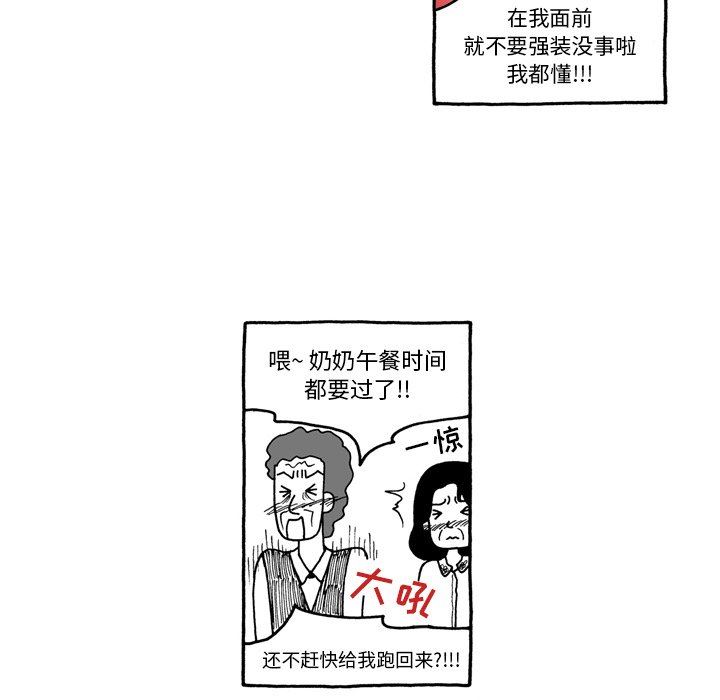 在我面前
就不要强装没事啦
我都懂!!!
喂~ 奶奶午餐时间
都要过了!!
一惊
大吼
还不赶快给我跑回来?!!!